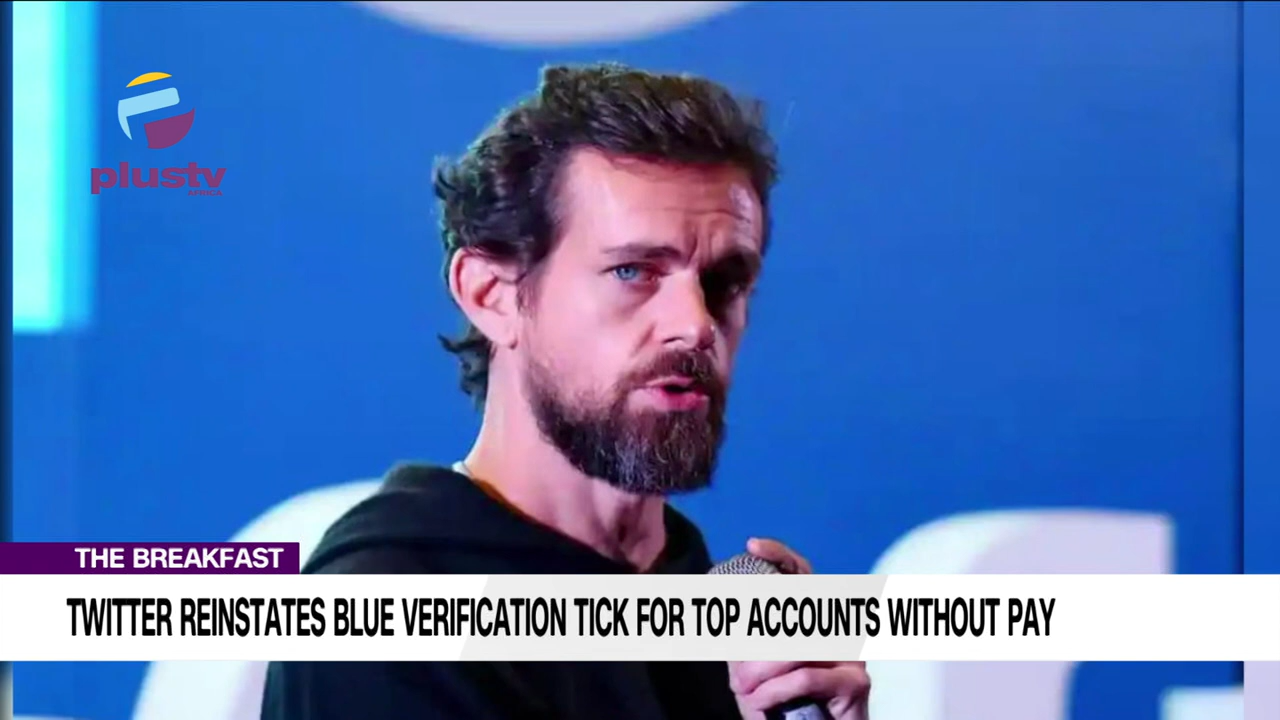 plustv
AFRICA
THE BREAKFAST
TWITTER REINSTATES BLUE VERIFICATION TICK FOR TOP ACCOUNTS WITHOUT PAY